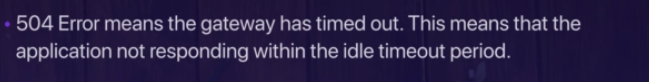 • 504 Error means the gateway has timed out. This means that the
application not responding within the idle timeout period.